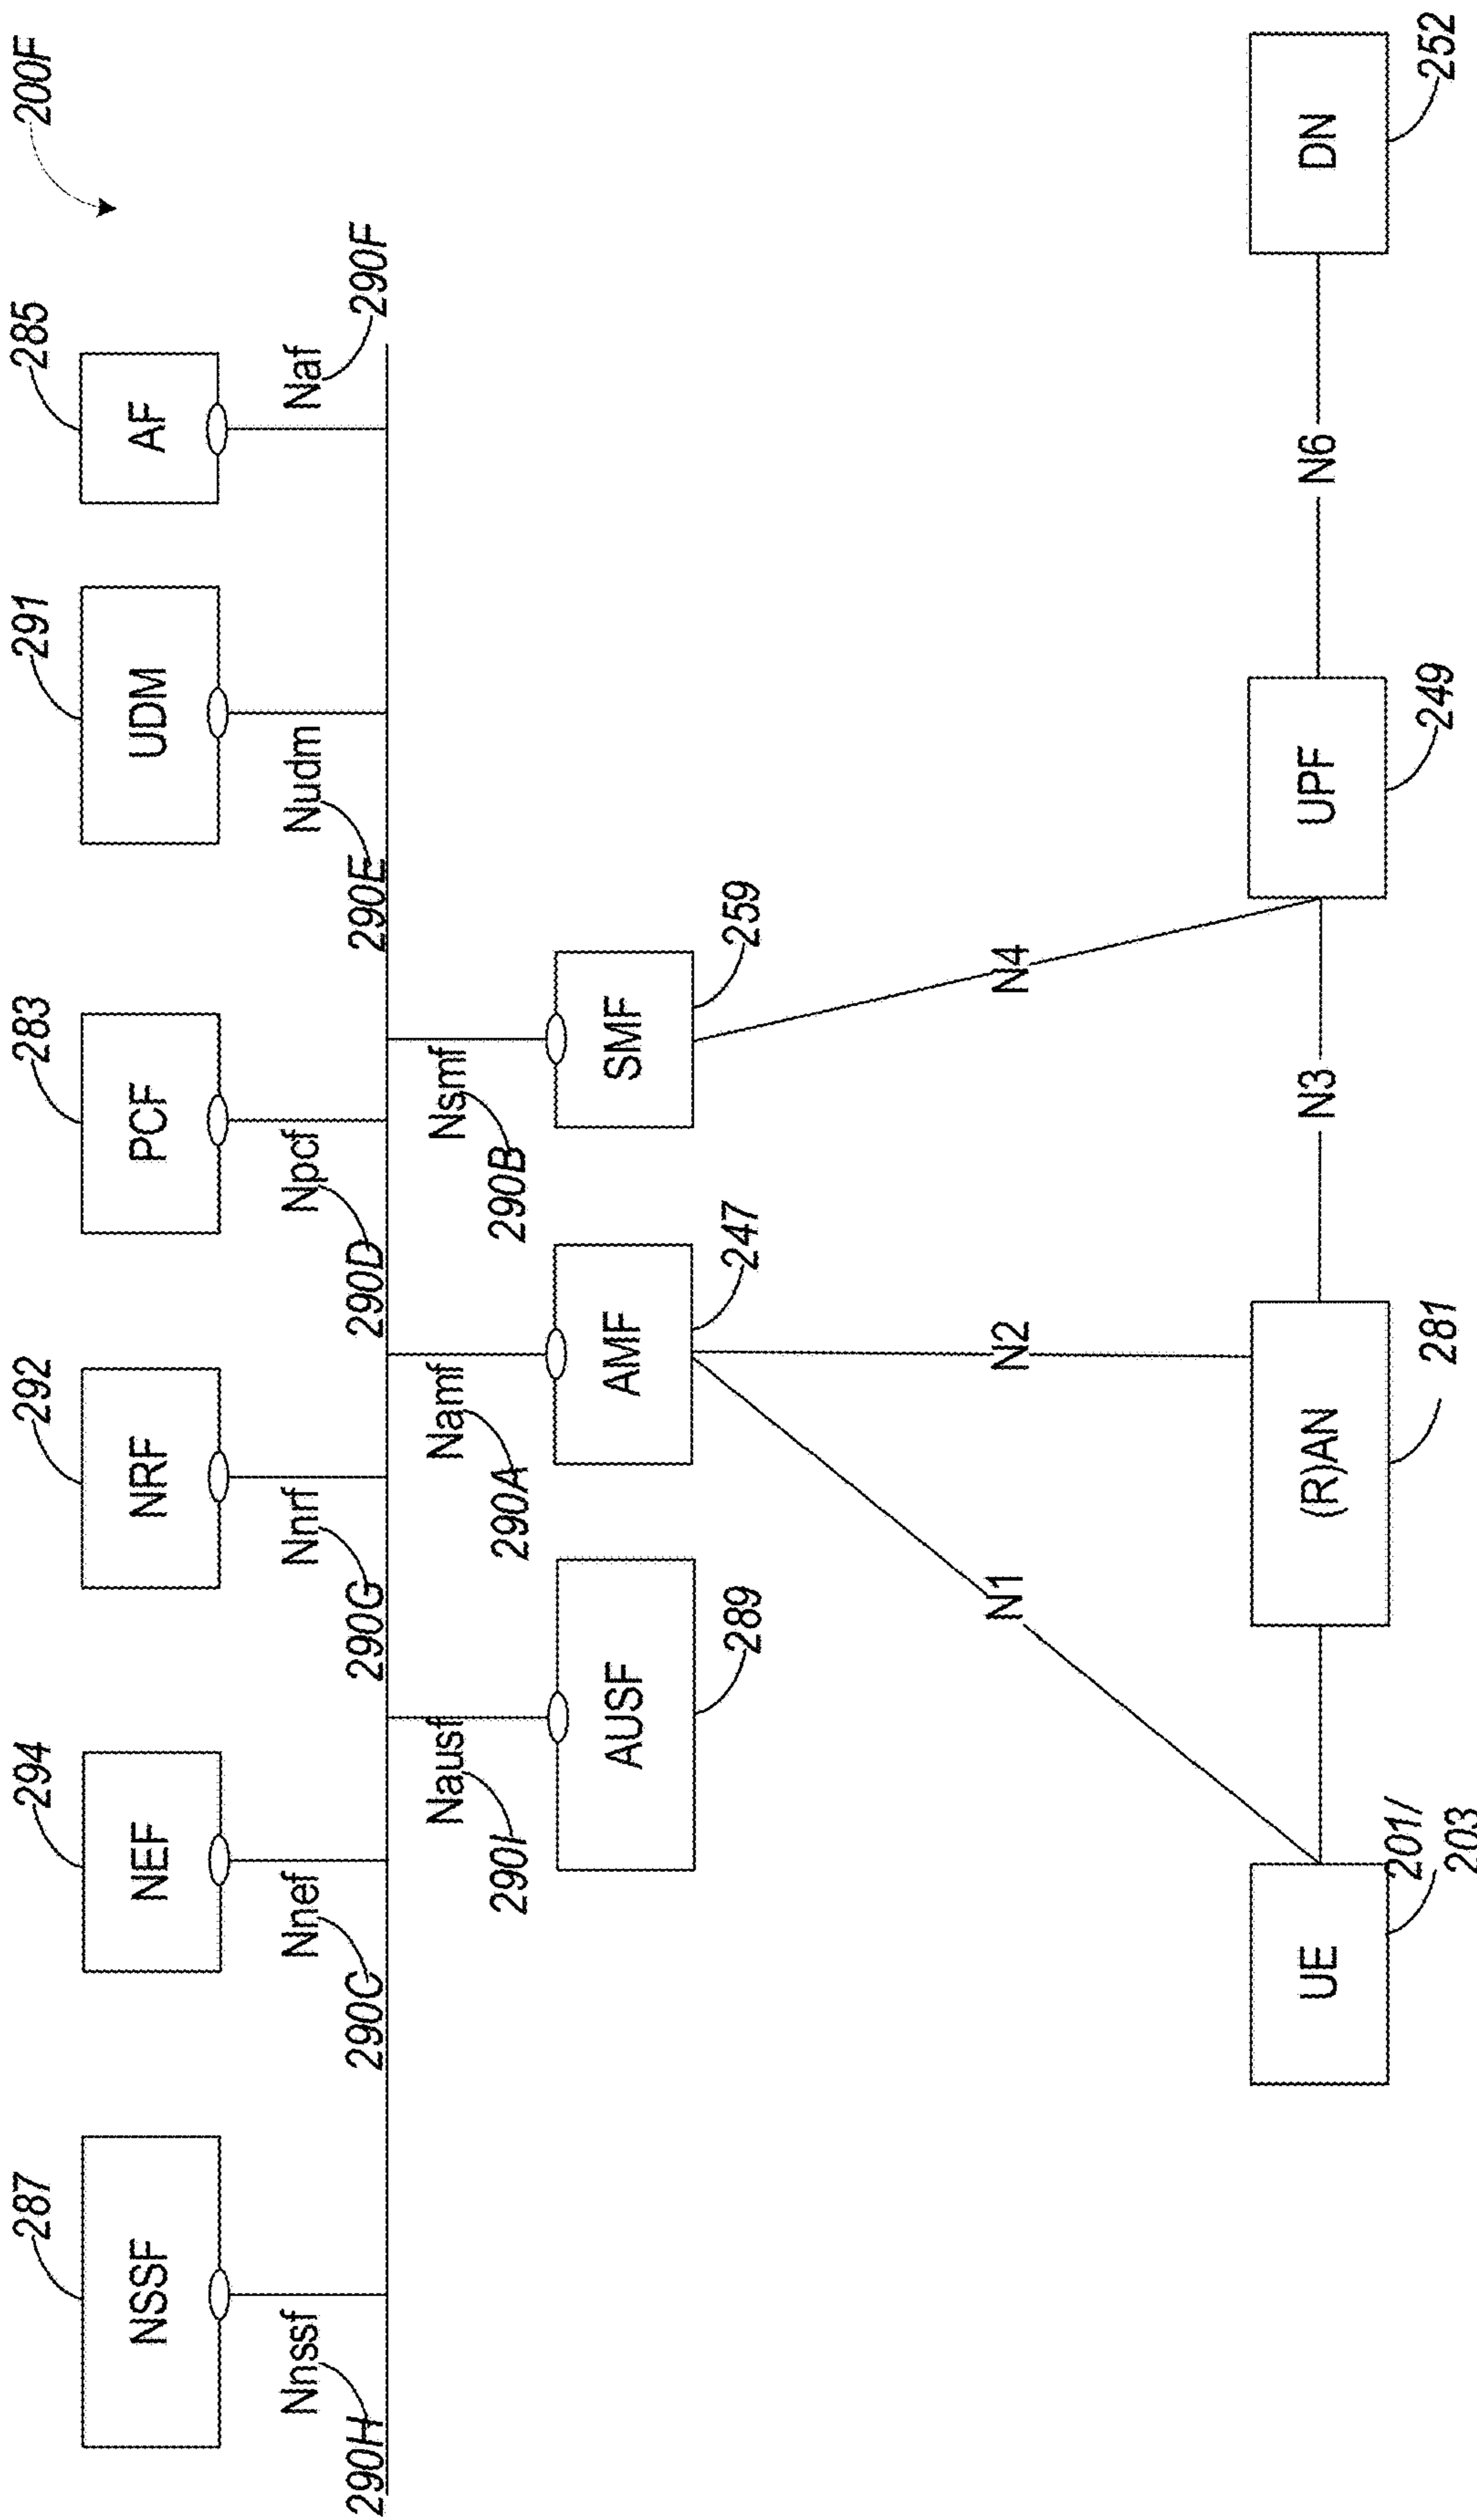 200F
287
294
292
283
291
285
NSSF
NEF
NRF
PCF
UDM
AF
Nnssf
Nnef
Nnrf
Npcf
Nudm
Naf
290H
290C
290G
290D
290E
290F
Nausf
Namf
Nsmf
290I
290A
290B
AUSF
AMF
SMF
289
247
259
N1
N2
N4
UE
(R)AN
N3
UPF
N6
DN
201/
203
281
249
252